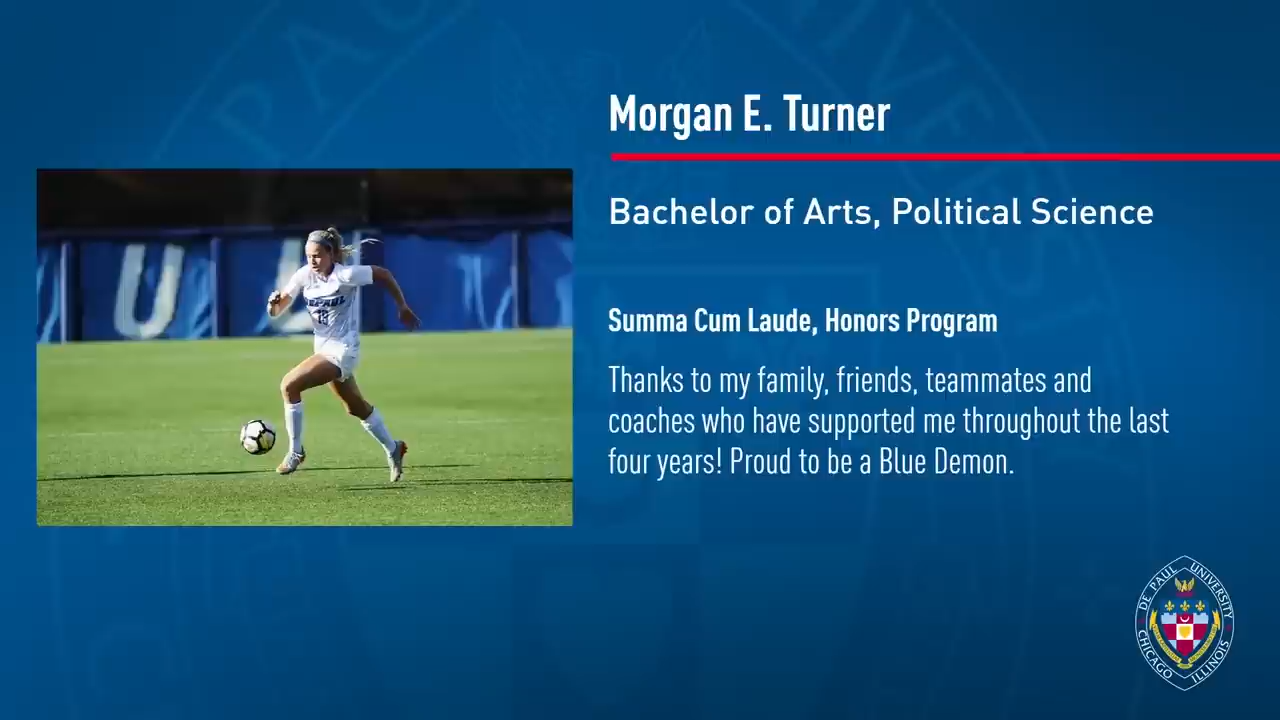 Morgan E. Turner
Bachelor of Arts, Political Science
Summa Cum Laude, Honors Program
Thanks to my family, friends, teammates and
coaches who have supported me throughout the last
four years! Proud to be a Blue Demon.
U
DEPAUL
DE PAUL UNIVERSITY
CHICAGO ILLINOIS